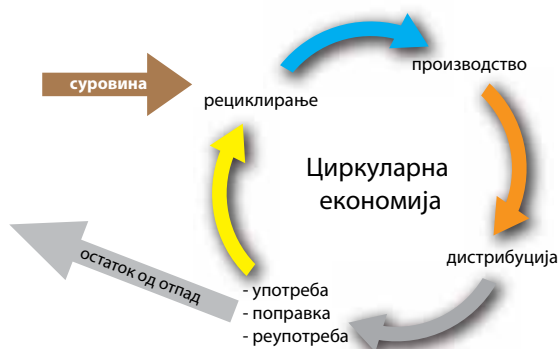 производство
суровина
рециклирање
Циркуларна
економија
дистрибуција
остаток од отпад
- употреба
- поправка
- реупотреба